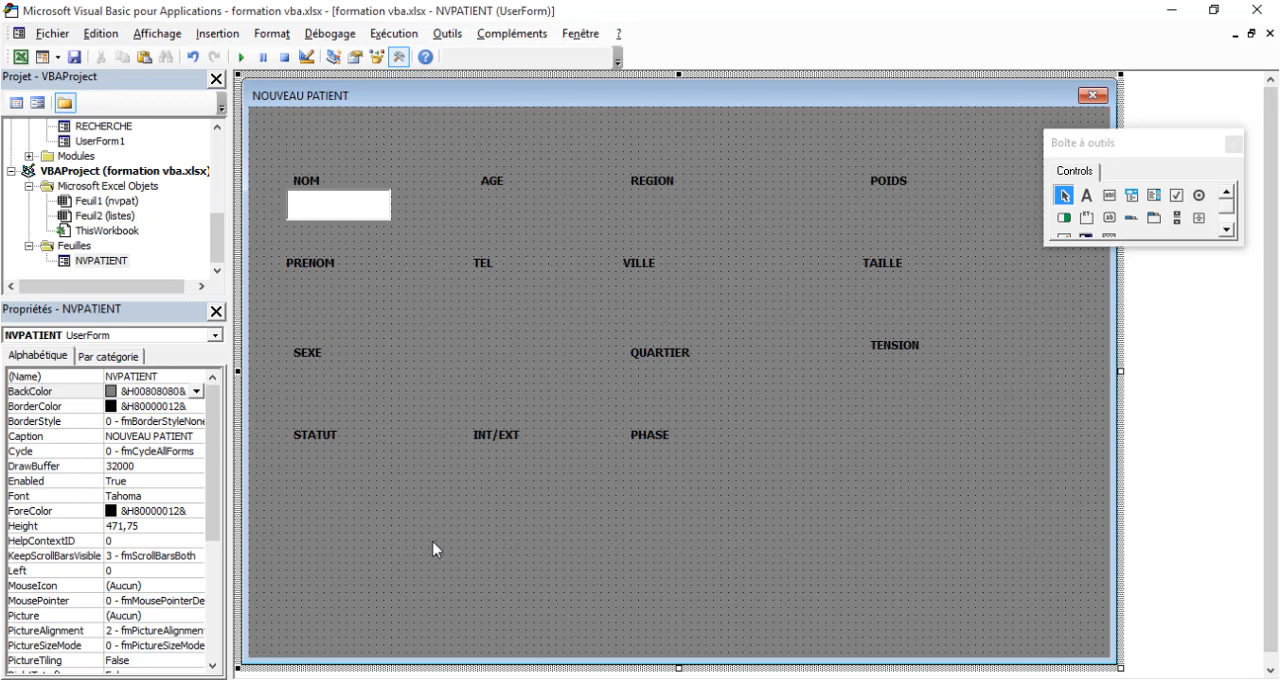 Microsoft Visual Basic pour Applications - formation vba.xlsx - [formation vba.xlsx - NVPATIENT (UserForm)]
Fichier Edition Affichage Insertion Format Débogage Exécution Outils Compléments Fenêtre ?
Projet - VBAProject
RECHERCHE
UserForm1
Modules
VBAProject (formation vba.xlsx)
Microsoft Excel Objets
Feuil1 (nvpat)
Feuil2 (listes)
ThisWorkbook
Feuilles
NVPATIENT
Propriétés - NVPATIENT
NVPATIENT UserForm
Alphabétique Par catégorie
(Name) NVPATIENT
BackColor &H00808080&
BorderColor &H80000012&
BorderStyle 0 - fmBorderStyleNone
Caption NOUVEAU PATIENT
Cycle 0 - fmCycleAllForms
DrawBuffer 32000
Enabled True
Font Tahoma
ForeColor &H80000012&
Height 471,75
HelpContextID 0
KeepScrollBarsVisible 3 - fmScrollBarsBoth
Left 0
MouseIcon (Aucun)
MousePointer 0 - fmMousePointerDe
Picture (Aucun)
PictureAlignment 2 - fmPictureAlignmen
PictureSizeMode 0 - fmPictureSizeMode
PictureTiling False
NOUVEAU PATIENT
NOM AGE REGION POIDS
PRENOM TEL VILLE TAILLE
SEXE QUARTIER TENSION
STATUT INT/EXT PHASE
Boîte à outils
Controls